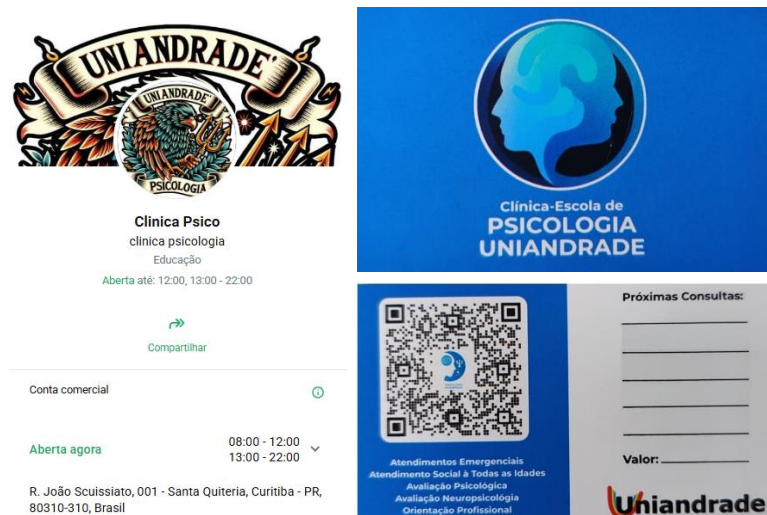 UNIANDRADE
UNIANDRADE
PSICOLOGIA
Clinica Psico
clinica psicologia
Educação
Aberta até: 12:00, 13:00 - 22:00
Compartilhar
Conta comercial
Aberta agora
08:00 - 12:00
13:00 - 22:00
R. João Scuissiato, 001 - Santa Quiteria, Curitiba - PR,
80310-310, Brasil
Clínica-Escola de
PSICOLOGIA
UNIANDRADE
Atendimentos Emergenciais
Atendimento Social à Todas as Idades
Avaliação Psicológica
Avaliação Neuropsicológia
Orientação Profissional
Próximas Consultas:
Valor:
Uniandrade